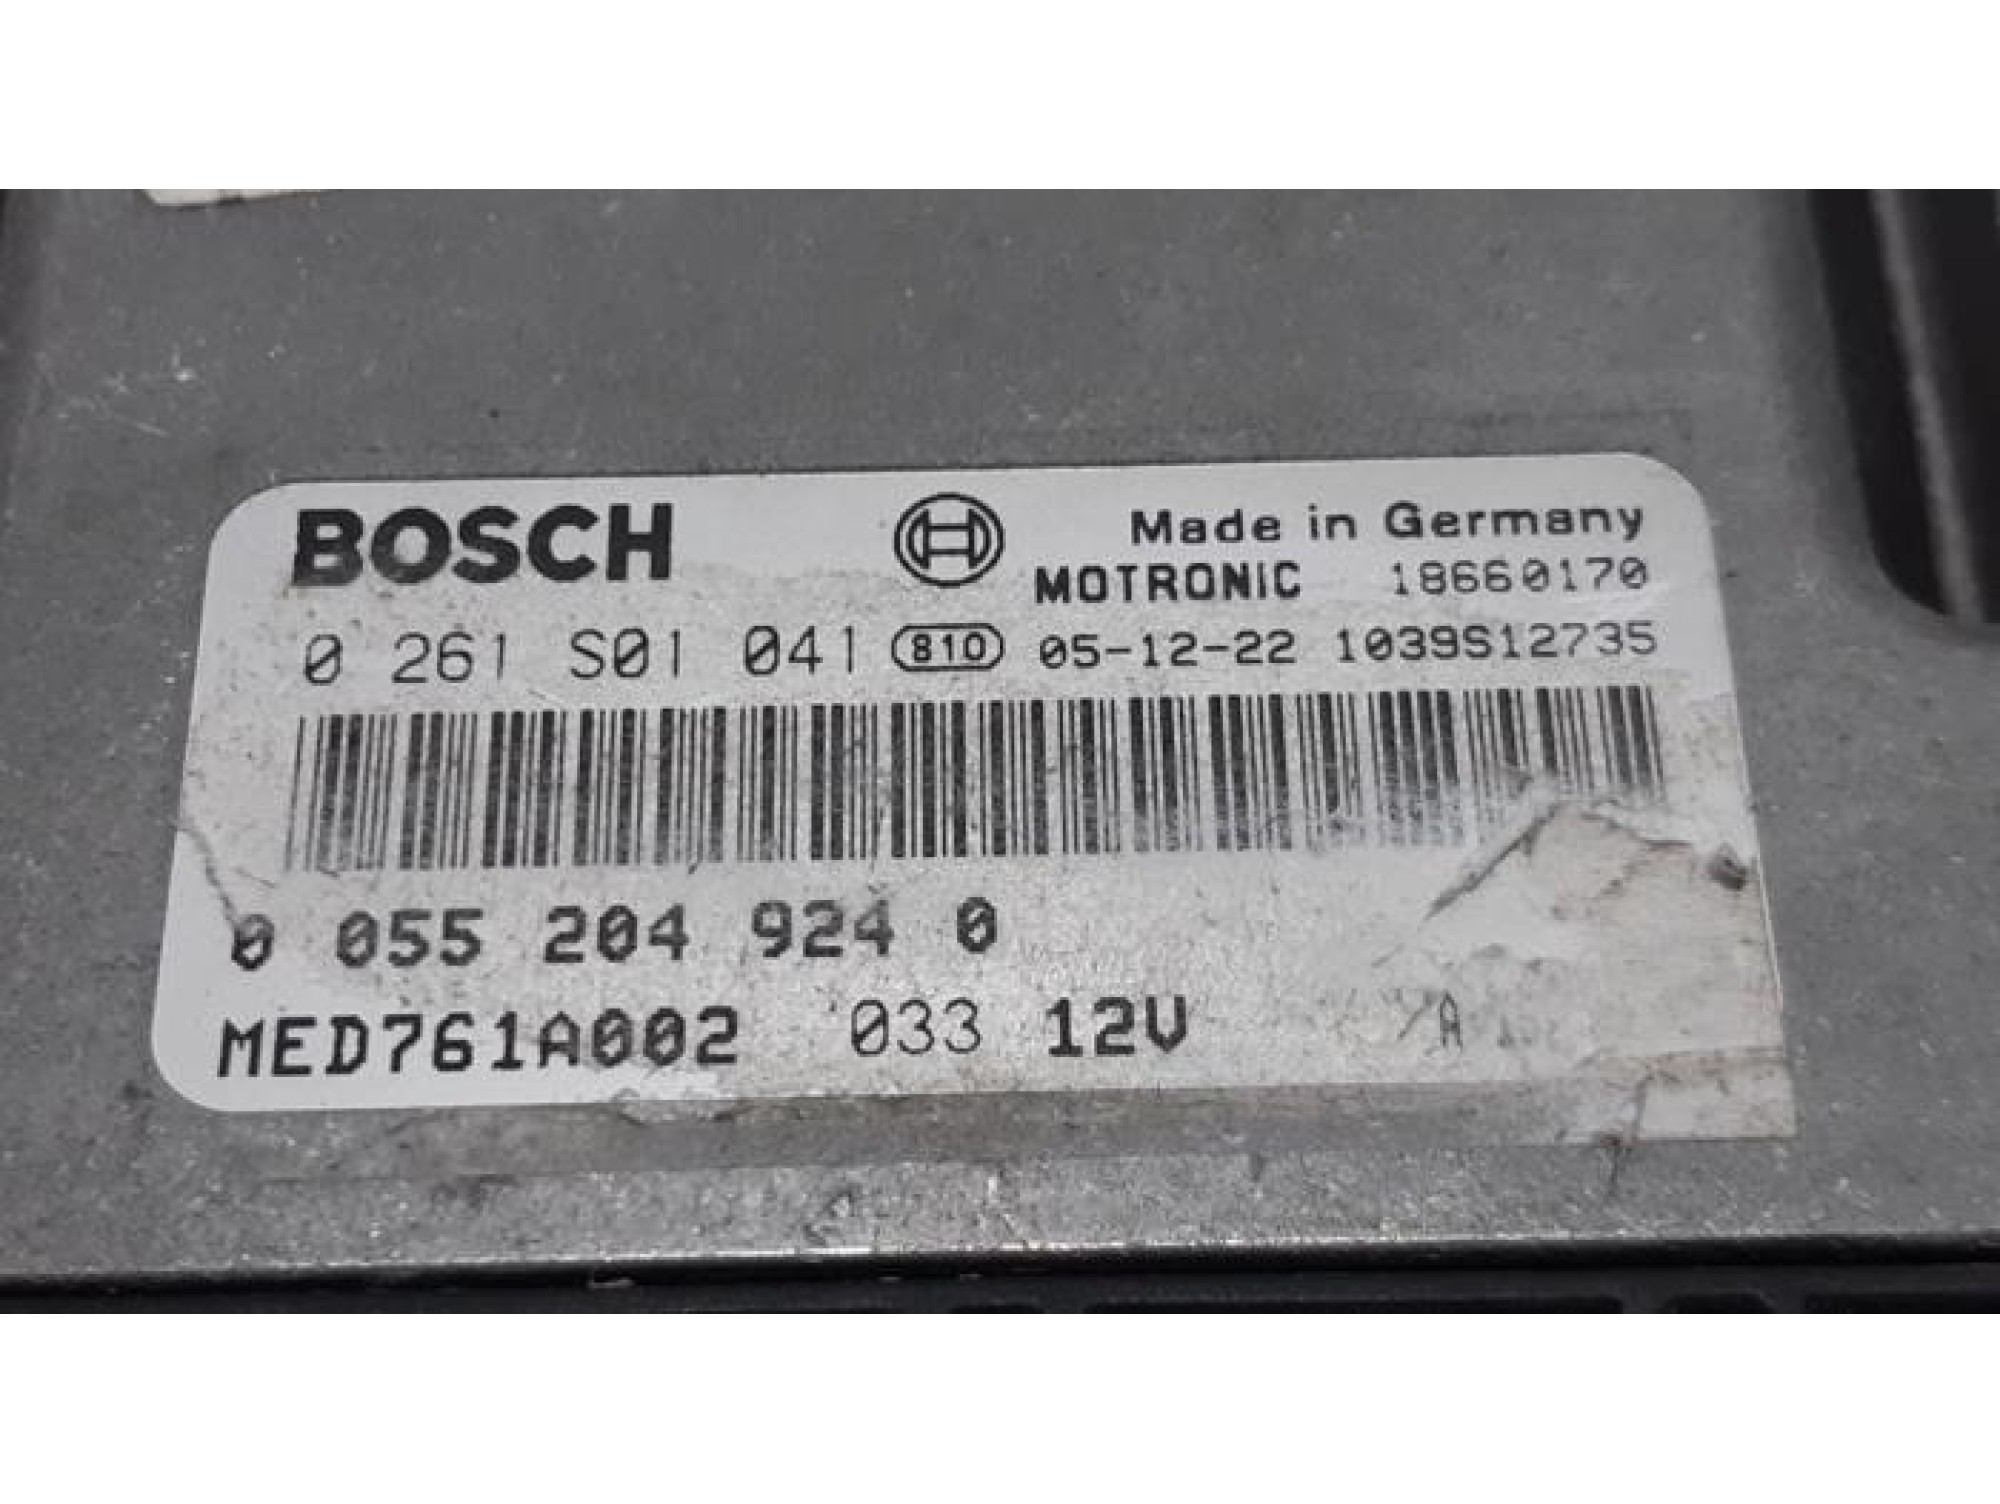 BOSCH
Made in Germany
MOTRONIC 18660170
0 261 S01 041 810 05-12-22 1039S12735
0 055 204 924 0
MED761A002 033 12V A